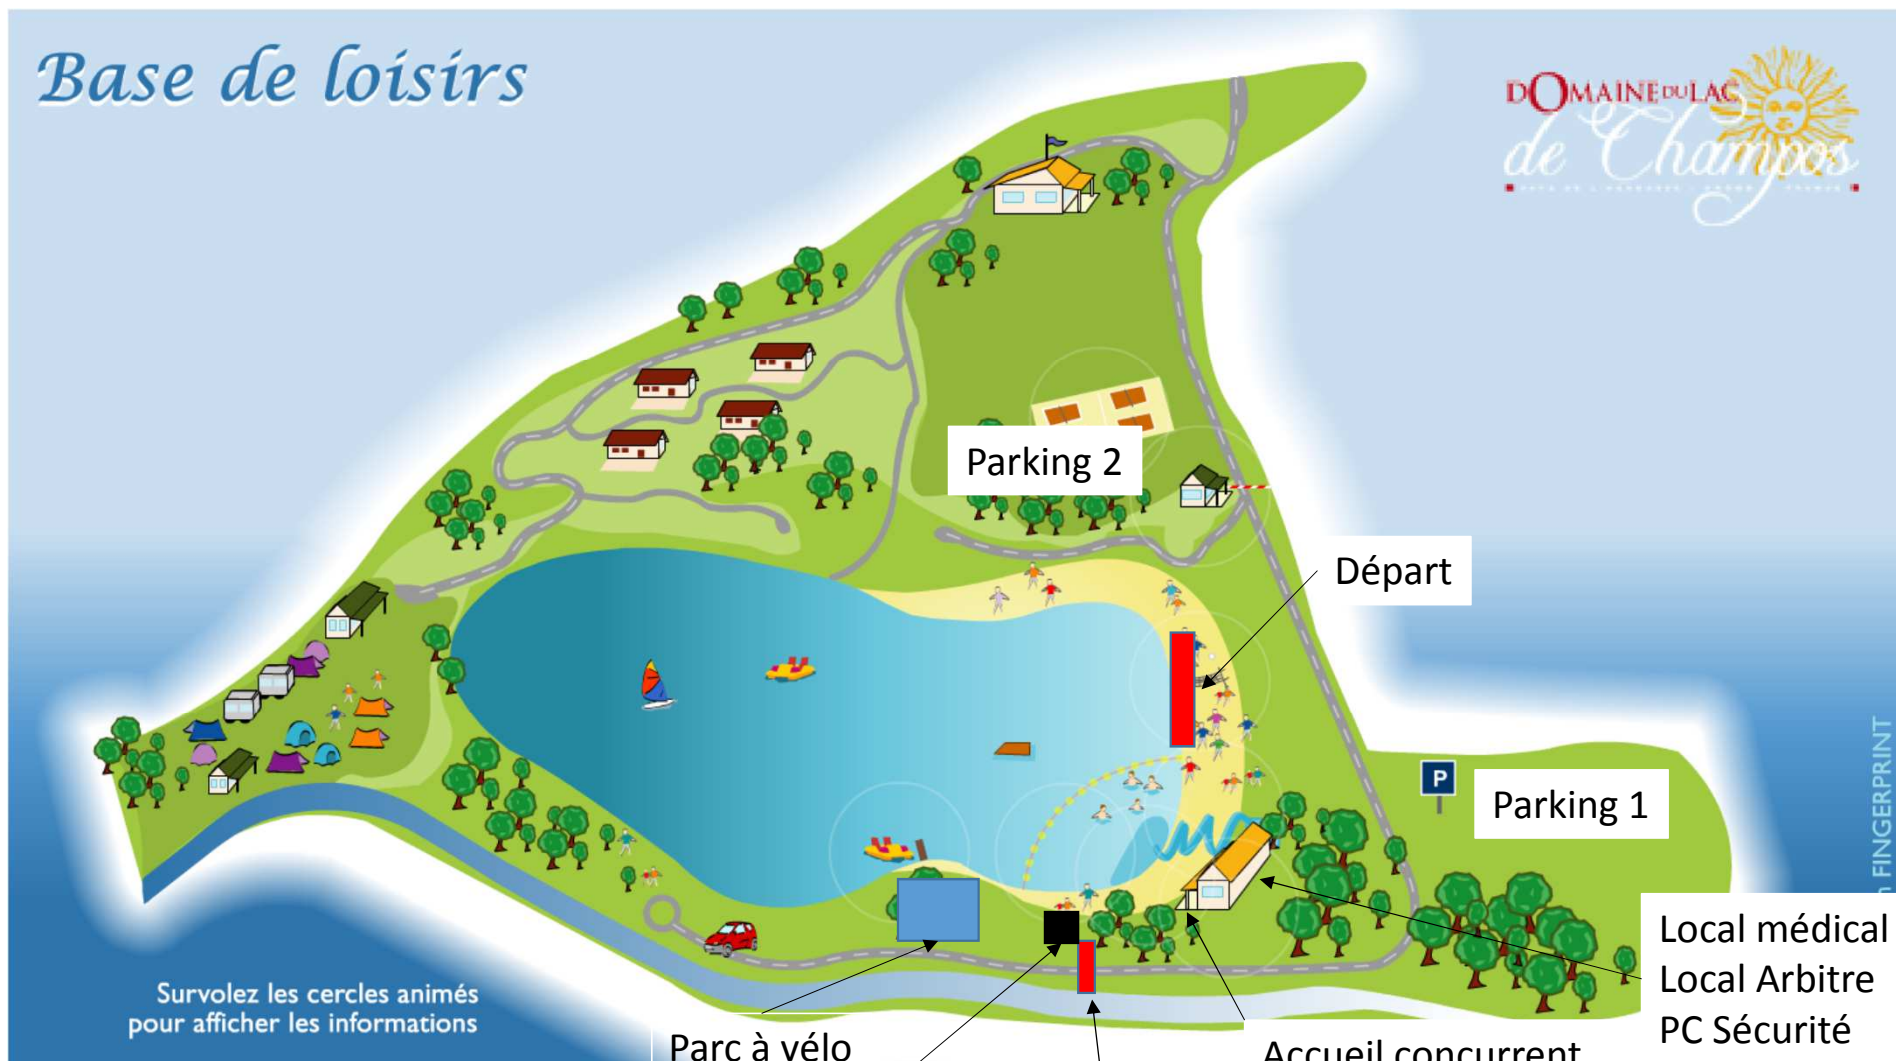 Base de loisirs
DOMAINE DU LAC
de Champos
Parking 2
Départ
P
Parking 1
FINGERPRINT
Local médical
Local Arbitre
PC Sécurité
Survolez les cercles animés
pour afficher les informations
Parc à vélo
Accueil concurrent